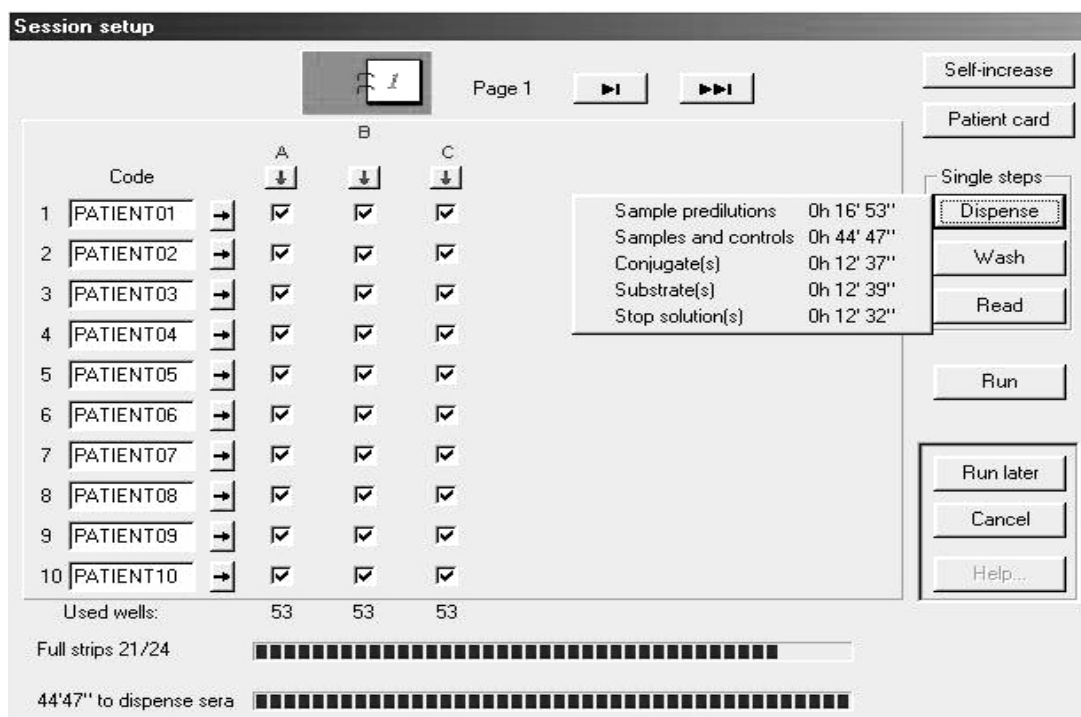 Session setup
1
Page 1
Self-increase
Patient card
A B C
Code
Single steps
1 PATIENT01
Sample predilutions 0h 16' 53''
Dispense
Samples and controls 0h 44' 47''
2 PATIENT02
Conjugate(s) 0h 12' 37''
Wash
3 PATIENT03
Substrate(s) 0h 12' 39''
Read
Stop solution(s) 0h 12' 32''
4 PATIENT04
5 PATIENT05
Run
6 PATIENT06
7 PATIENT07
Run later
8 PATIENT08
9 PATIENT09
Cancel
10 PATIENT10
Help...
Used wells: 53 53 53
Full strips 21/24
44'47'' to dispense sera